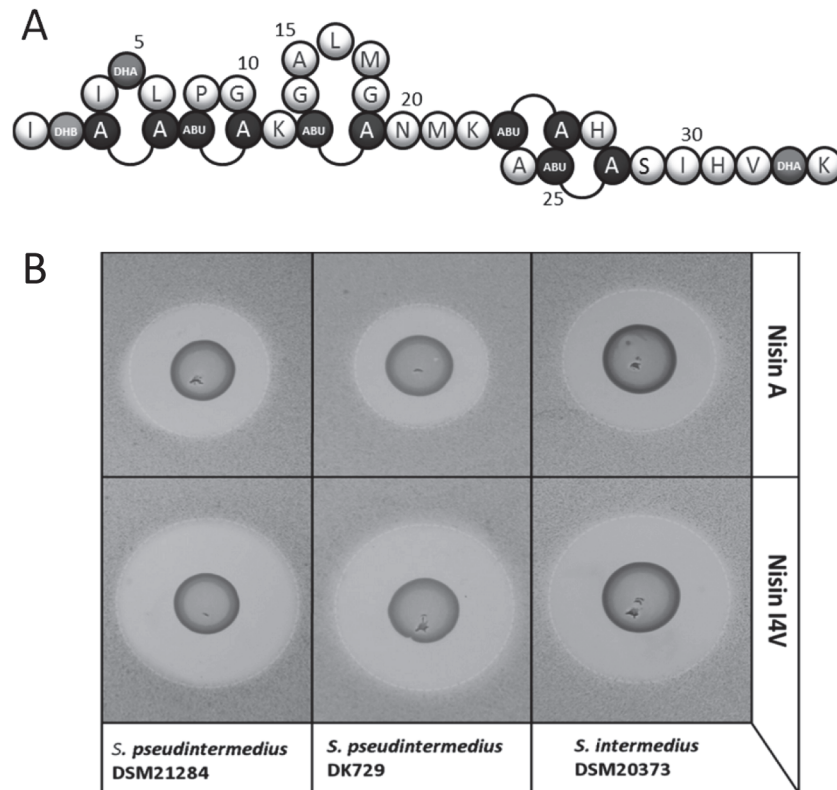 A
15 L
5 A M
DHA 10
I L P G G G 20
I DHB A A ABU A K ABU A N M K ABU A H 30
A ABU A S I H V DHA K
25
B
Nisin A
Nisin I4V
S. pseudintermedius
DSM21284
S. pseudintermedius
DK729
S. intermedius
DSM20373